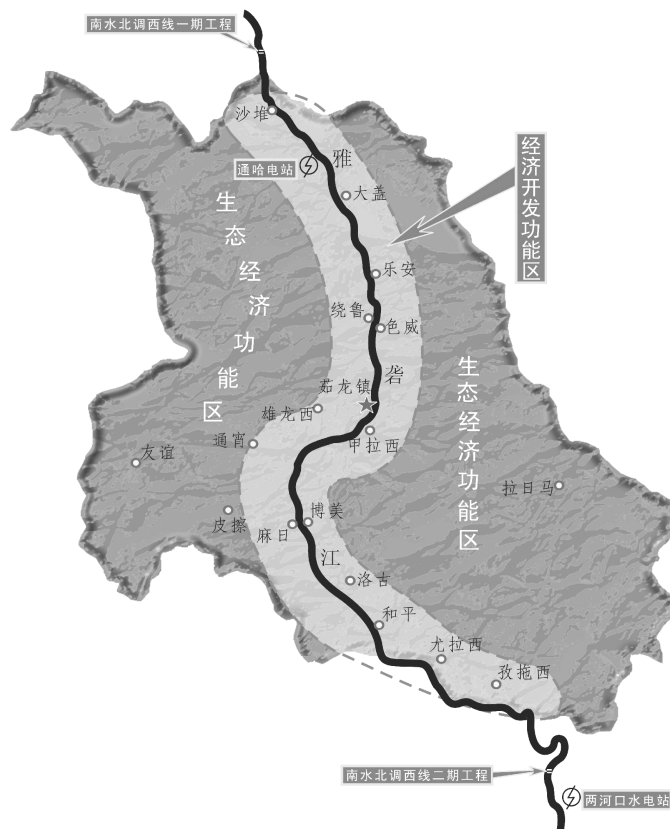 南水北调西线一期工程
沙堆
雅
通哈电站
大盖
经济开发功能区
生态经济功能区
乐安
绕鲁
色威
砻
茹龙镇
雄龙西
生态经济功能区
通宵
甲拉西
友谊
拉日马
皮擦
博美
麻日
江
洛古
和平
尤拉西
孜拖西
南水北调西线二期工程
两河口水电站